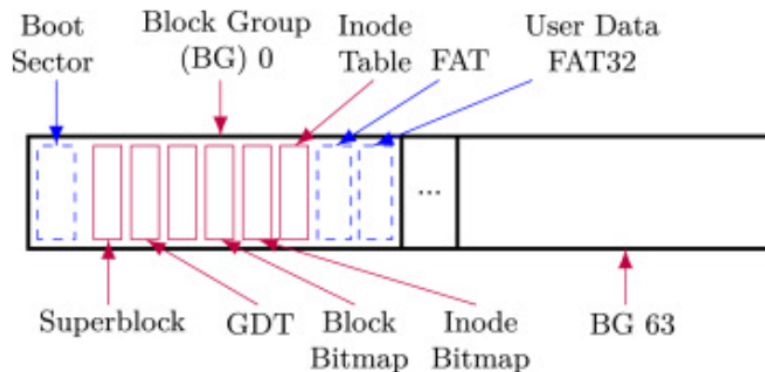 Boot
Sector
Block Group
(BG) 0
Inode
Table
FAT
User Data
FAT32
...
Superblock
GDT
Block
Bitmap
Inode
Bitmap
BG 63